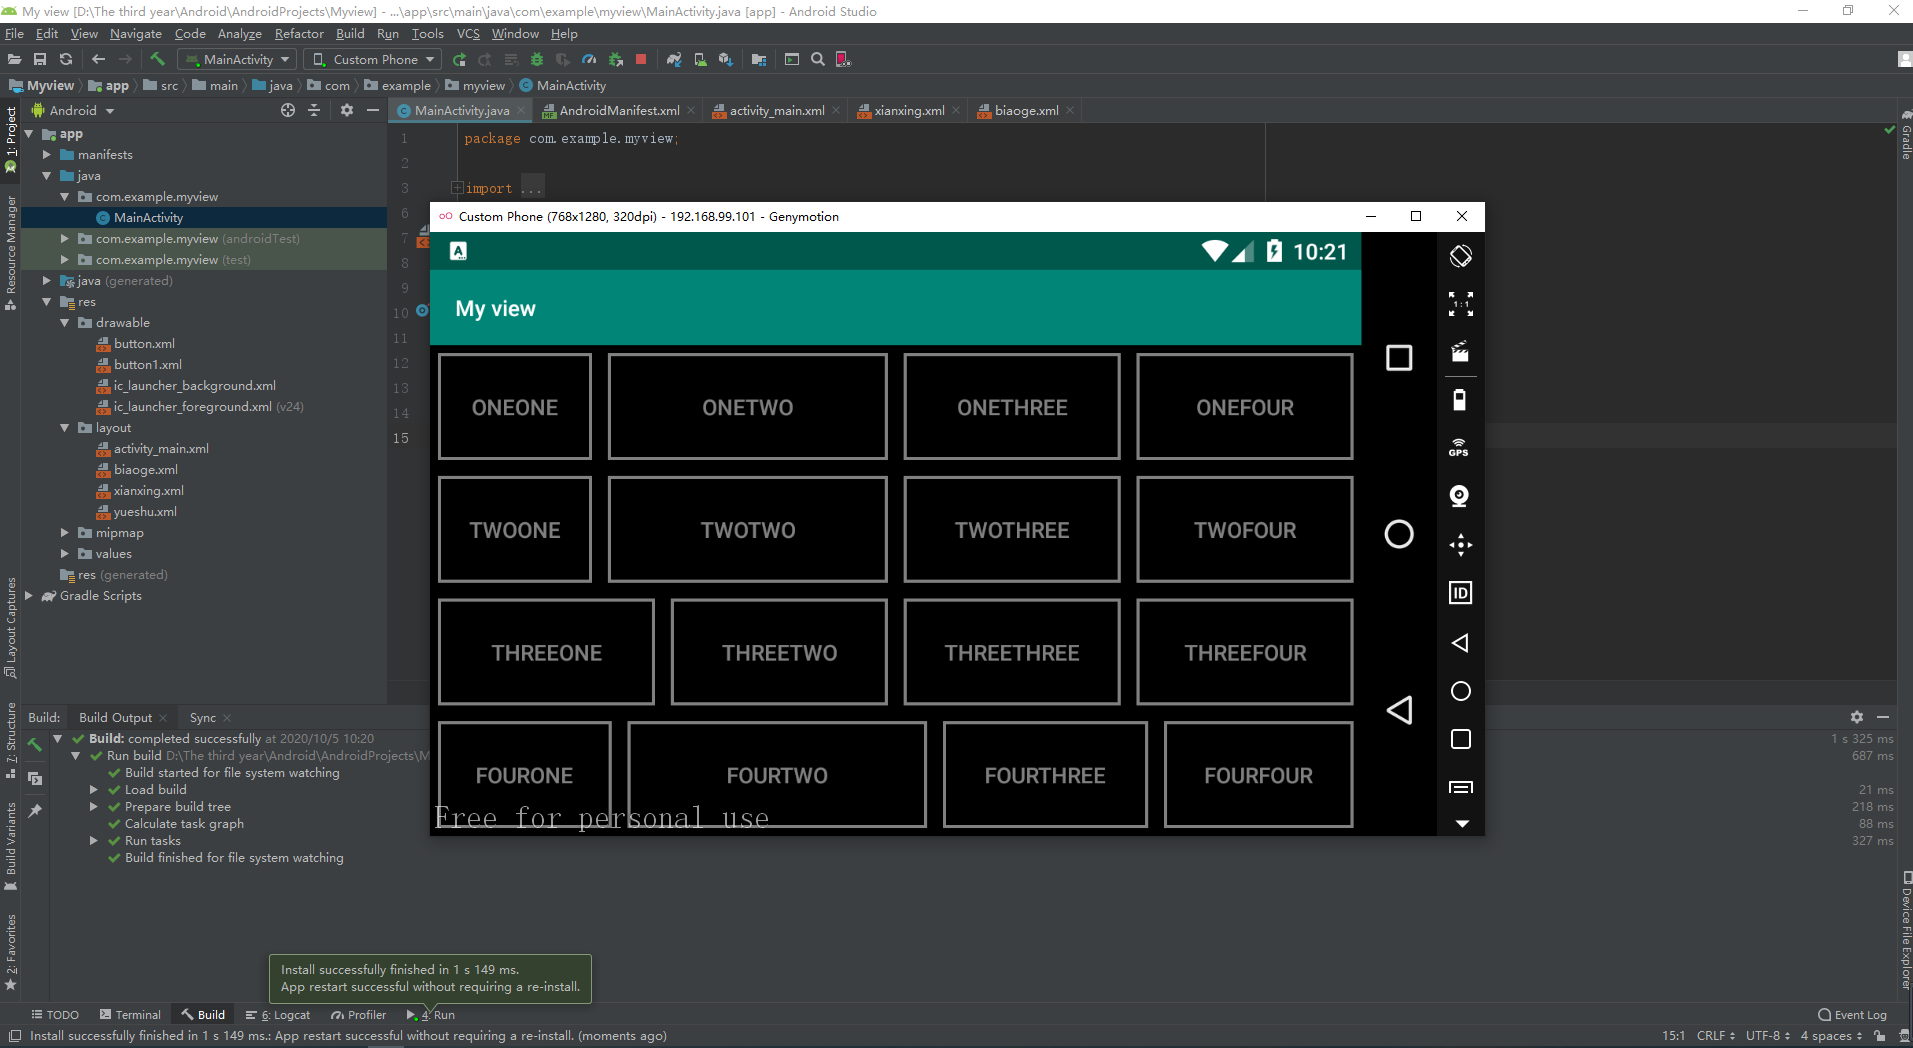 My view [D:\The third year\Android\AndroidProjects\Myview] - ...\app\src\main\java\com\example\myview\MainActivity.java [app] - Android Studio
File Edit View Navigate Code Analyze Refactor Build Run Tools VCS Window Help
MainActivity Custom Phone
Myview app src main java com example myview MainActivity
Android
MainActivity.java AndroidManifest.xml activity_main.xml xianxing.xml biaoge.xml
1: Project
Resource Manager
Layout Captures
Z: Structure
Build Variants
2: Favorites
app
manifests
java
com.example.myview
MainActivity
com.example.myview (androidTest)
com.example.myview (test)
java (generated)
res
drawable
button.xml
button1.xml
ic_launcher_background.xml
ic_launcher_foreground.xml (v24)
layout
activity_main.xml
biaoge.xml
xianxing.xml
yueshu.xml
mipmap
values
res (generated)
Gradle Scripts
1 package com.example.myview;
2
3 import ...
6
7
8
9
10
11
12
13
14
15
Gradle
Device File Explorer
Custom Phone (768x1280, 320dpi) - 192.168.99.101 - Genymotion
A 10:21
My view
ONEONE ONETWO ONETHREE ONEFOUR
TWOONE TWOTWO TWOTHREE TWOFOUR
THREEONE THREETWO THREETHREE THREEFOUR
FOURONE FOURTWO FOURTHREE FOURFOUR
Free for personal use
1:1
GPS
ID
Build: Build Output Sync
Build: completed successfully at 2020/10/5 10:20 1 s 325 ms
Run build D:\The third year\Android\AndroidProjects\M 687 ms
Build started for file system watching
Load build 21 ms
Prepare build tree 218 ms
Calculate task graph 88 ms
Run tasks 327 ms
Build finished for file system watching
Install successfully finished in 1 s 149 ms.
App restart successful without requiring a re-install.
TODO Terminal Build 6: Logcat Profiler 4: Run Event Log
Install successfully finished in 1 s 149 ms.: App restart successful without requiring a re-install. (moments ago) 15:1 CRLF UTF-8 4 spaces